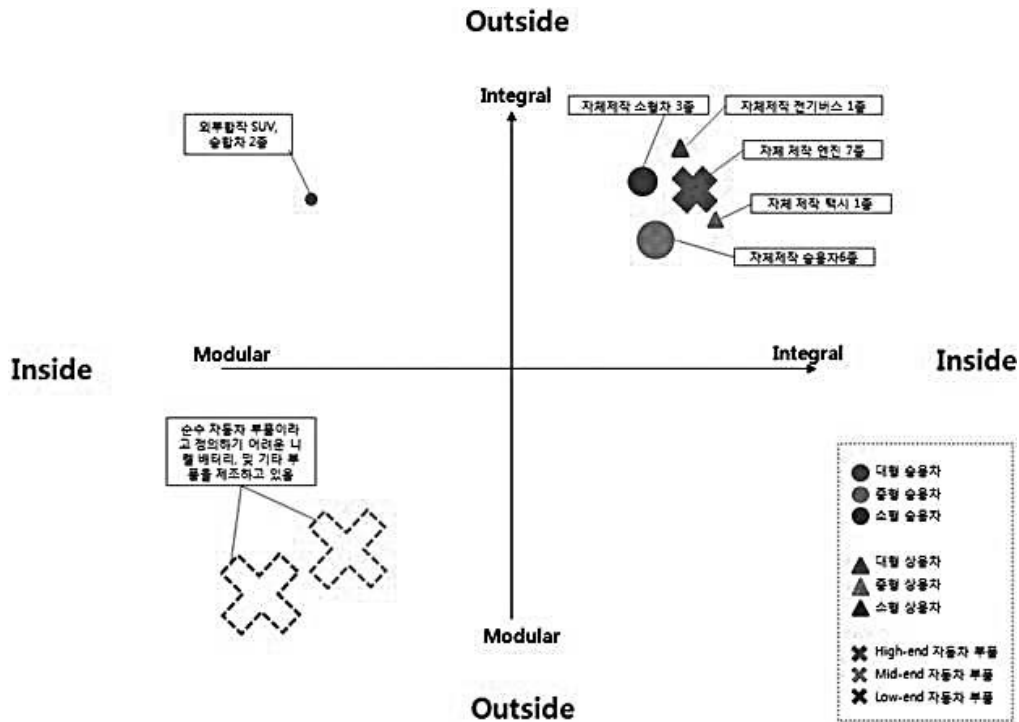 Outside
Integral
자체제작 소형차 3종
자체제작 전기버스 1종
외부합작 SUV,
승합차 2종
자체 제작 엔진 7종
자체 제작 택시 1종
자체제작 승용차6종
Inside
Modular
Integral
Inside
순수 자동차 부품이라
고 정의하기 어려운 니
켈 배터리, 및 기타 부
품을 제조하고 있음
대형 승용차
중형 승용차
소형 승용차
대형 상용차
중형 상용차
소형 상용차
High-end 자동차 부품
Mid-end 자동차 부품
Low-end 자동차 부품
Modular
Outside